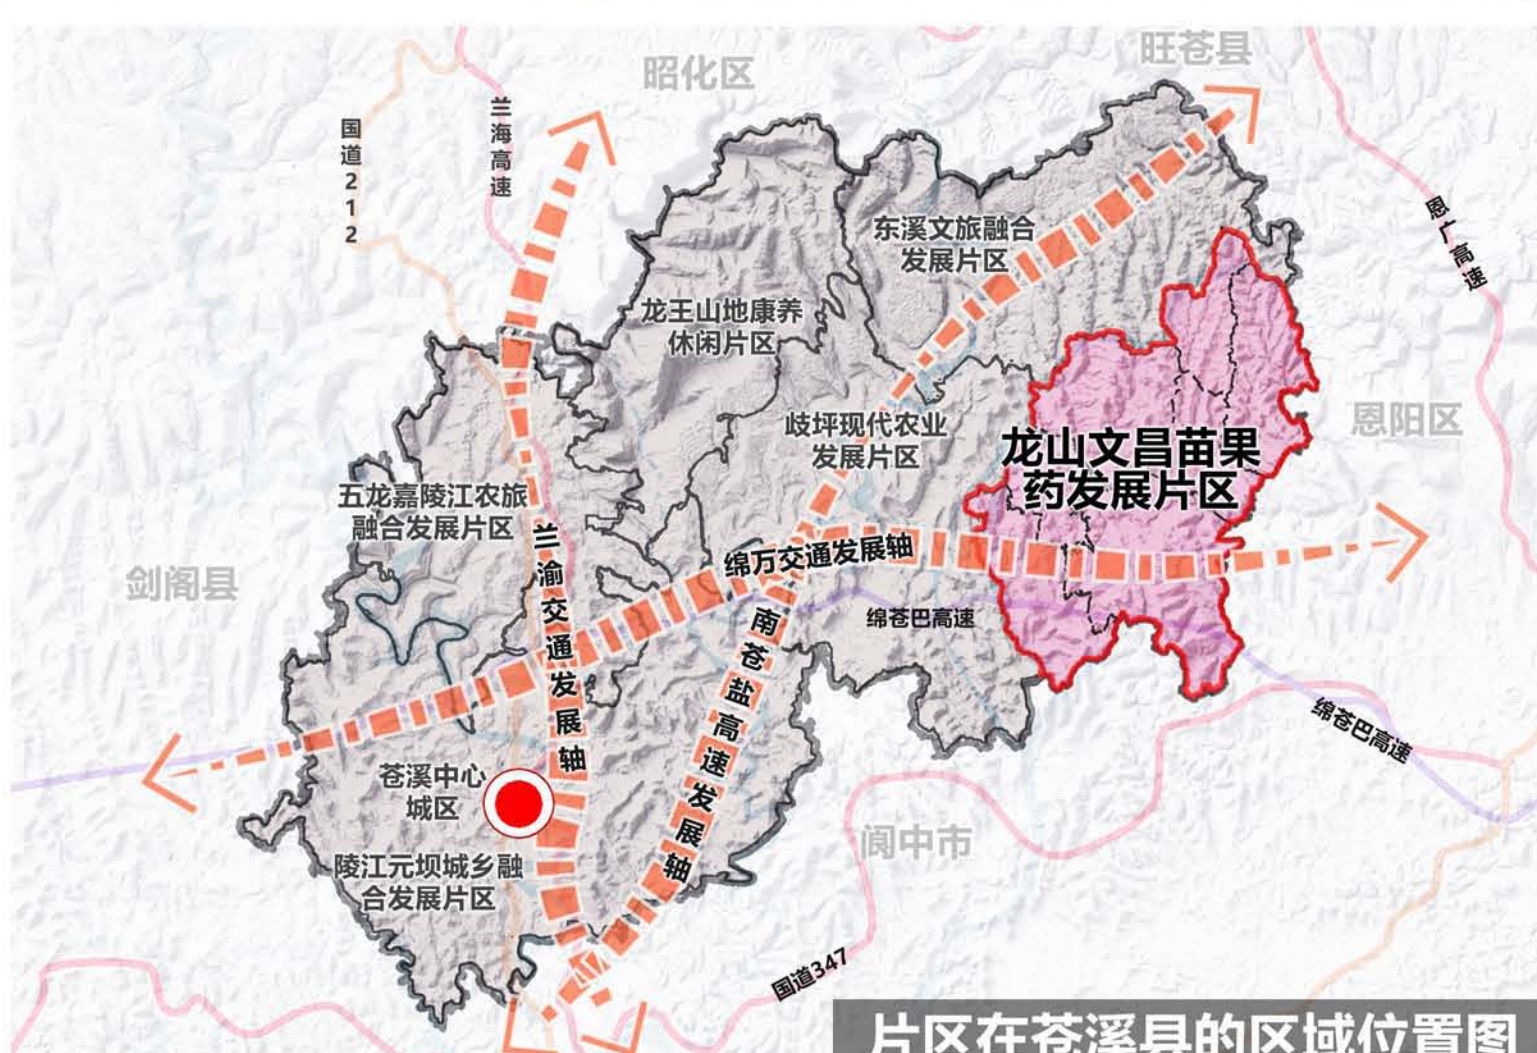 旺苍县
昭化区
兰海高速
国道212
恩广高速
东溪文旅融合
发展片区
龙王山地康养
休闲片区
歧坪现代农业
发展片区
恩阳区
龙山文昌苗果
药发展片区
五龙嘉陵江农旅
融合发展片区
剑阁县
兰渝交通发展轴
绵万交通发展轴
南苍盐高速发展轴
绵苍巴高速
绵苍巴高速
苍溪中心
城区
阆中市
陵江元坝城乡融
合发展片区
国道347
片区在苍溪县的区域位置图